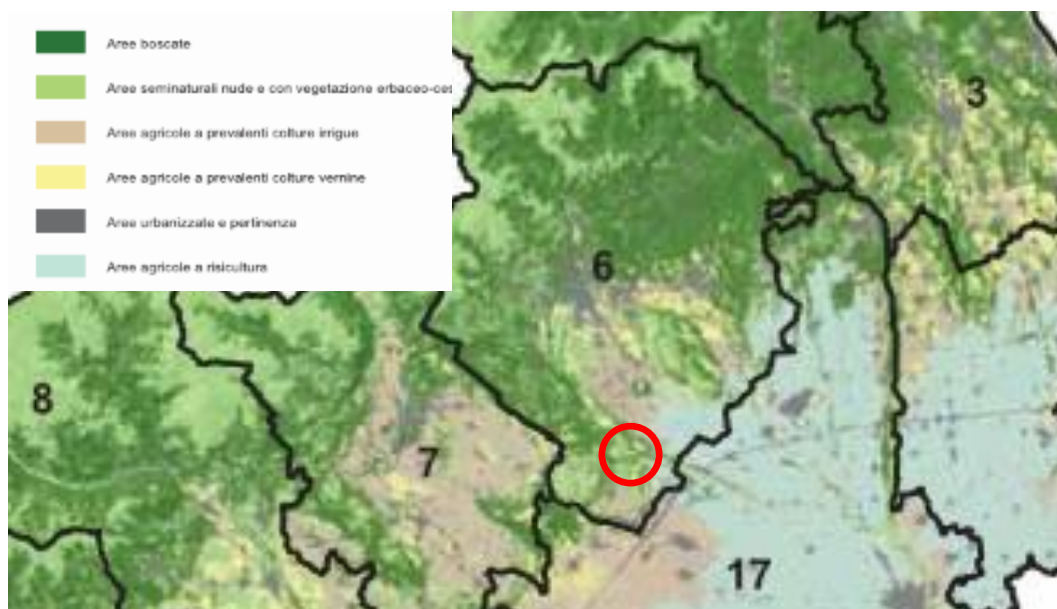 Aree boscate
Aree seminaturali nude e con vegetazione erbaceo-ces
Aree agricole a prevalenti colture irrigue
Aree agricole a prevalenti colture vernine
Aree urbanizzate e pertinenza
Aree agricole a risicultura
3
6
8
7
17